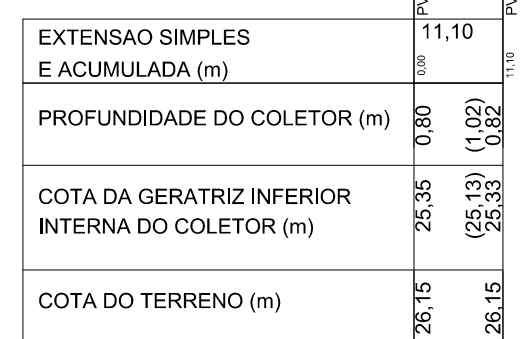 PV PV
EXTENSAO SIMPLES 11,10
E ACUMULADA (m) 0,00 11,10
PROFUNDIDADE DO COLETOR (m) 0,80 (1,02) 0,82
COTA DA GERATRIZ INFERIOR
INTERNA DO COLETOR (m) 25,35 (25,13) 25,33
COTA DO TERRENO (m) 26,15 26,15